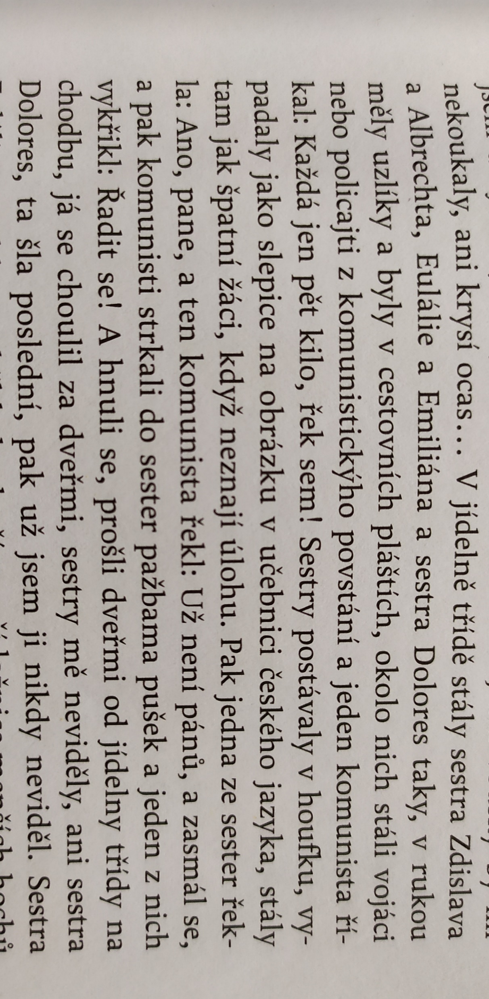 nekoukaly, ani krysí ocas... V jídelně třídě stály sestra Zdislava
a Albrechta, Eulálie a Emiliána a sestra Dolores taky, v rukou
měly uzlíky a byly v cestovních pláštích, okolo nich stáli vojáci
nebo policajti z komunistickýho povstání a jeden komunista ří-
kal: Každá jen pět kilo, řek sem! Sestry postávaly v houfku, vy-
padaly jako slepice na obrázku v učebnici českého jazyka, stály
tam jak špatní žáci, když neznají úlohu. Pak jedna ze sester řek-
la: Ano, pane, a ten komunista řekl: Už není pánů, a zasmál se,
a pak komunisti strkali do sester pažbama pušek a jeden z nich
vykřikl: Řadit se! A hnuli se, prošli dveřmi od jídelny třídy na
chodbu, já se choulil za dveřmi, sestry mě neviděly, ani sestra
Dolores, ta šla poslední, pak už jsem ji nikdy neviděl. Sestra